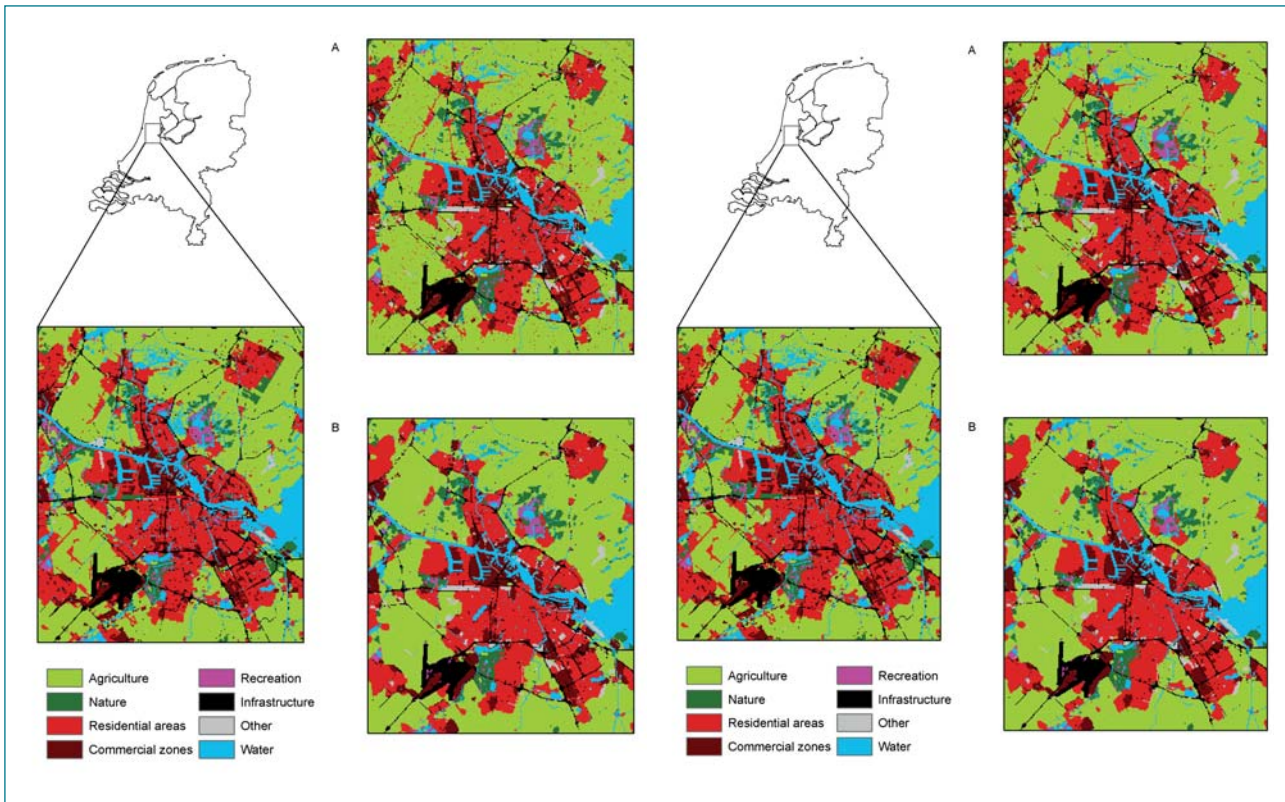 A
B
Agriculture
Nature
Residential areas
Commercial zones
Recreation
Infrastructure
Other
Water
A
B
Agriculture
Nature
Residential areas
Commercial zones
Recreation
Infrastructure
Other
Water